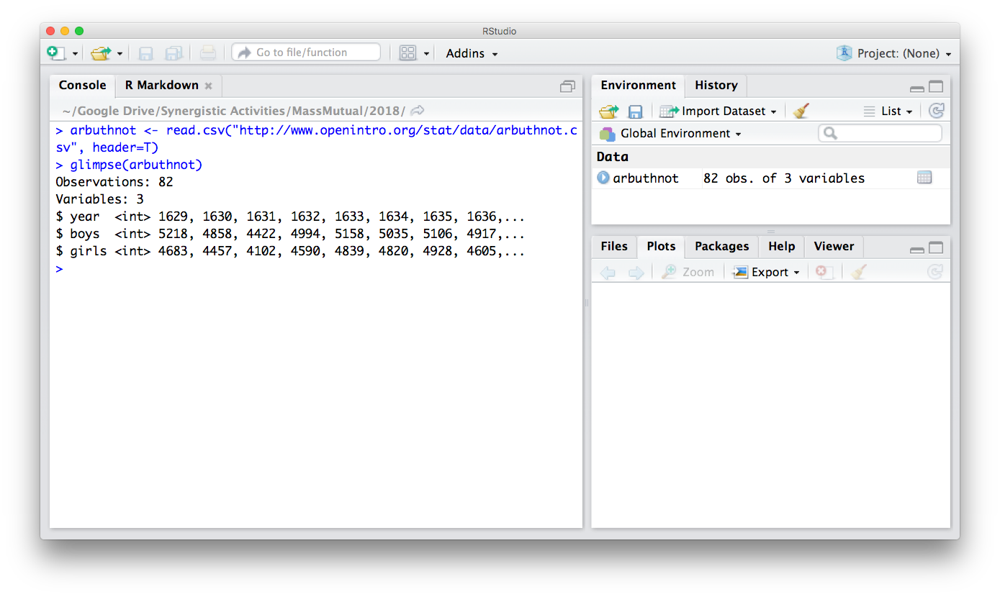 RStudio
Go to file/function
Addins
Project: (None)
Console
R Markdown
~/Google Drive/Synergistic Activities/MassMutual/2018/
> arbuthnot <- read.csv("http://www.openintro.org/stat/data/arbuthnot.c
sv", header=T)
> glimpse(arbuthnot)
Observations: 82
Variables: 3
$ year  <int> 1629, 1630, 1631, 1632, 1633, 1634, 1635, 1636,...
$ boys  <int> 5218, 4858, 4422, 4994, 5158, 5035, 5106, 4917,...
$ girls <int> 4683, 4457, 4102, 4590, 4839, 4820, 4928, 4605,...
>
Environment
History
Import Dataset
List
Global Environment
Data
arbuthnot 82 obs. of 3 variables
Files
Plots
Packages
Help
Viewer
Zoom
Export